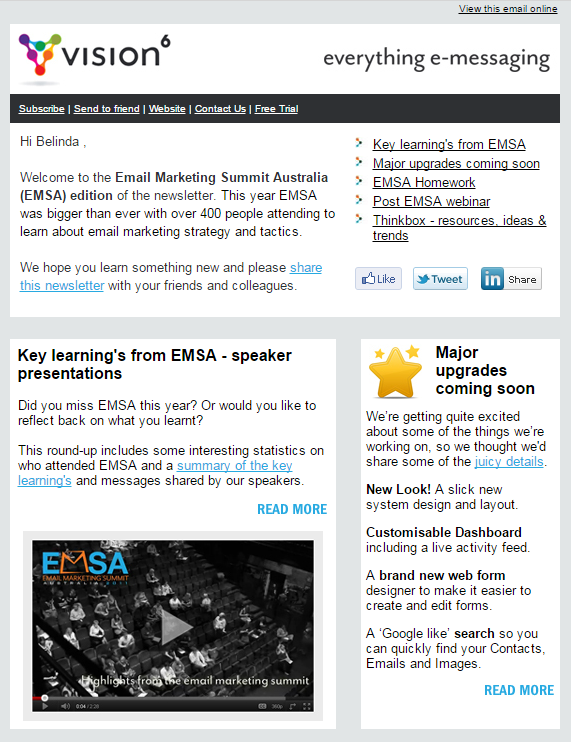 View this email online
vision6
everything e-messaging
Subscribe | Send to friend | Website | Contact Us | Free Trial
Hi Belinda ,
Welcome to the Email Marketing Summit Australia
(EMSA) edition of the newsletter. This year EMSA
was bigger than ever with over 400 people attending to
learn about email marketing strategy and tactics.
We hope you learn something new and please share
this newsletter with your friends and colleagues.
Key learning's from EMSA
Major upgrades coming soon
EMSA Homework
Post EMSA webinar
Thinkbox - resources, ideas &
trends
Like
Tweet
in Share
Key learning's from EMSA - speaker
presentations
Did you miss EMSA this year? Or would you like to
reflect back on what you learnt?
This round-up includes some interesting statistics on
who attended EMSA and a summary of the key
learning's and messages shared by our speakers.
READ MORE
EMSA
EMAIL MARKETING SUMMIT
AUSTRALIA 2011
Highlights from the email marketing summit
0:04 / 2:28
360p
Major
upgrades
coming soon
We're getting quite excited
about some of the things we're
working on, so we thought we'd
share some of the juicy details.
New Look! A slick new
system design and layout.
Customisable Dashboard
including a live activity feed.
A brand new web form
designer to make it easier to
create and edit forms.
A ‘Google like’ search so you
can quickly find your Contacts,
Emails and Images.
READ MORE